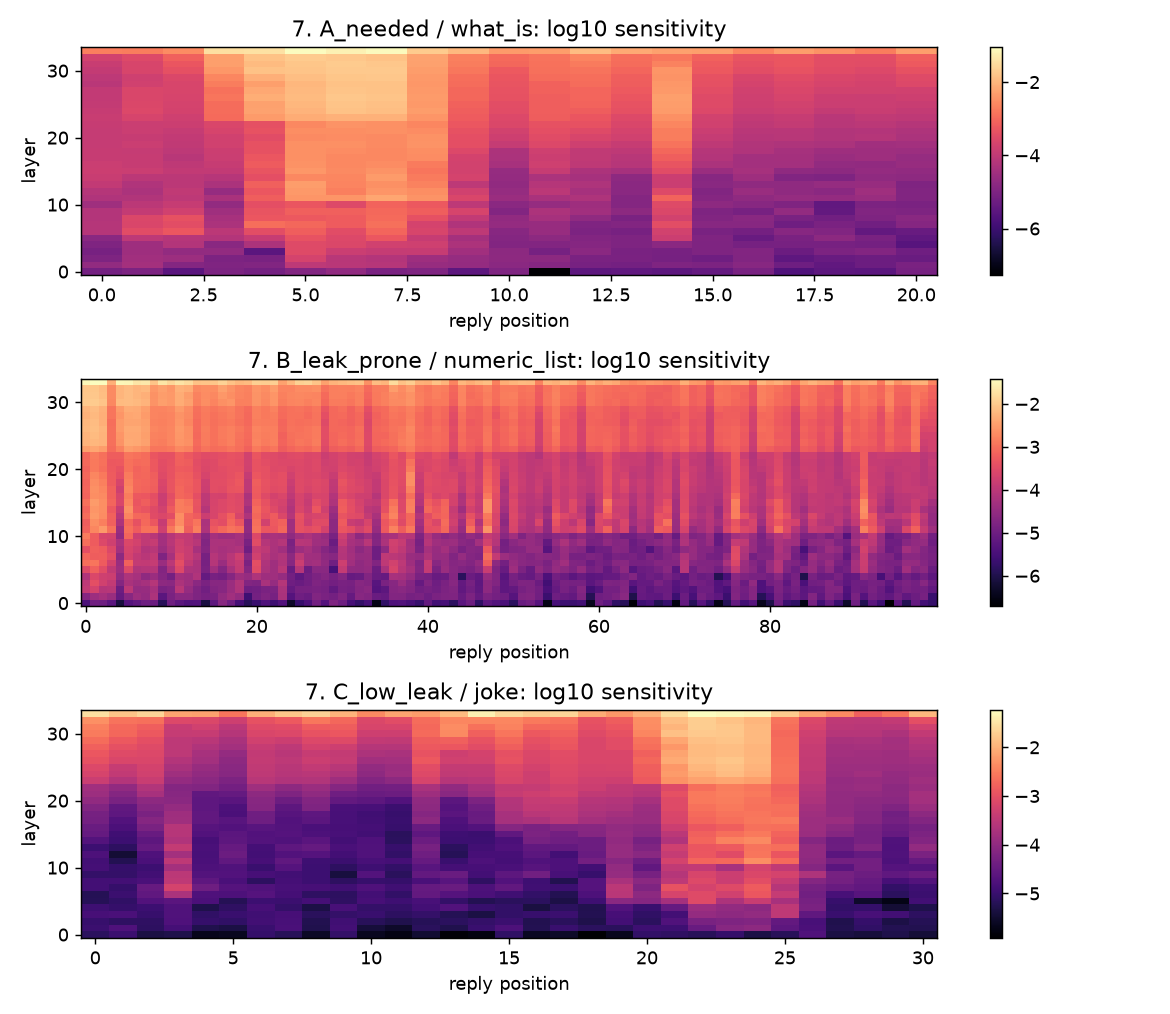 7. A_needed / what_is: log10 sensitivity
30
20
10
0
layer
0.0 2.5 5.0 7.5 10.0 12.5 15.0 17.5 20.0
reply position
−2
−4
−6
7. B_leak_prone / numeric_list: log10 sensitivity
30
20
10
0
layer
0 20 40 60 80
reply position
−2
−3
−4
−5
−6
7. C_low_leak / joke: log10 sensitivity
30
20
10
0
layer
0 5 10 15 20 25 30
reply position
−2
−3
−4
−5